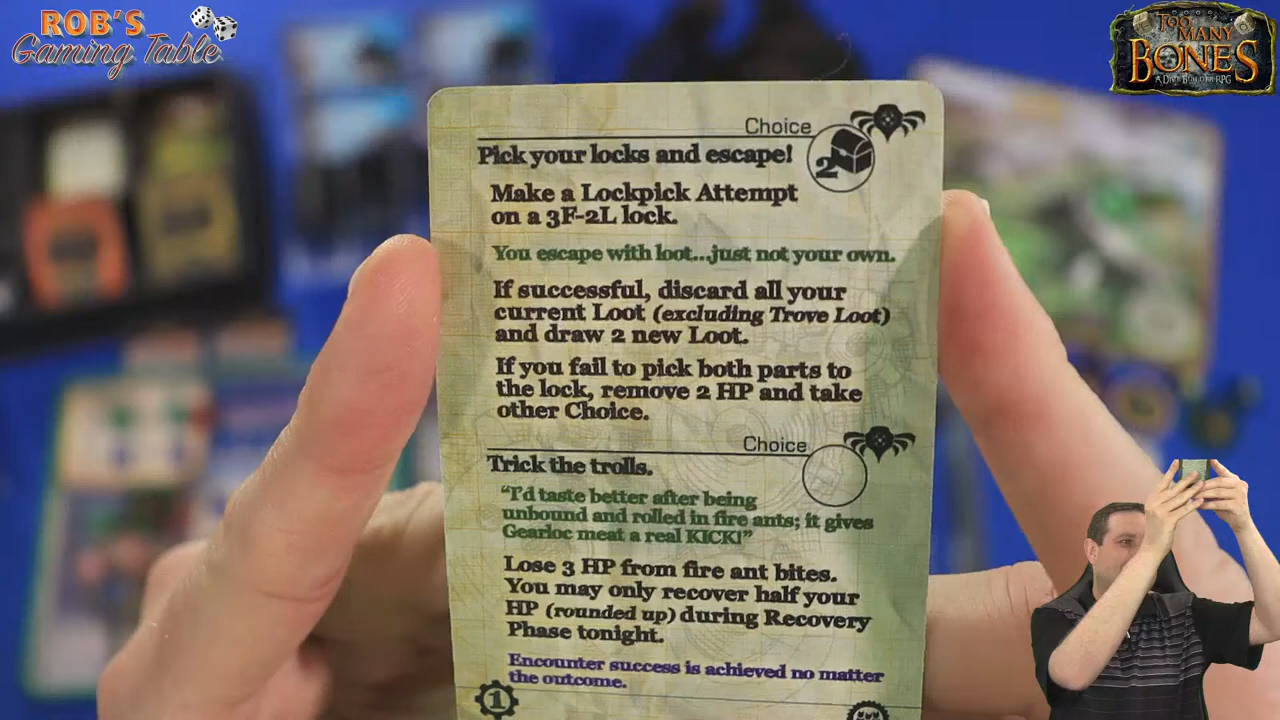 ROB'S
Gaming Table
TOO
MANY
BONES
A DICE BUILDER RPG
Choice
Pick your locks and escape!
2
Make a Lockpick Attempt
on a 3F-2L lock.
You escape with loot...just not your own.
If successful, discard all your
current Loot (excluding Trove Loot)
and draw 2 new Loot.
If you fail to pick both parts to
the lock, remove 2 HP and take
other Choice.
Choice
Trick the trolls.
"I'd taste better after being
unbound and rolled in fire ants; it gives
Gearloc meat a real KICK!"
Lose 3 HP from fire ant bites.
You may only recover half your
HP (rounded up) during Recovery
Phase tonight.
Encounter success is achieved no matter
the outcome.
1